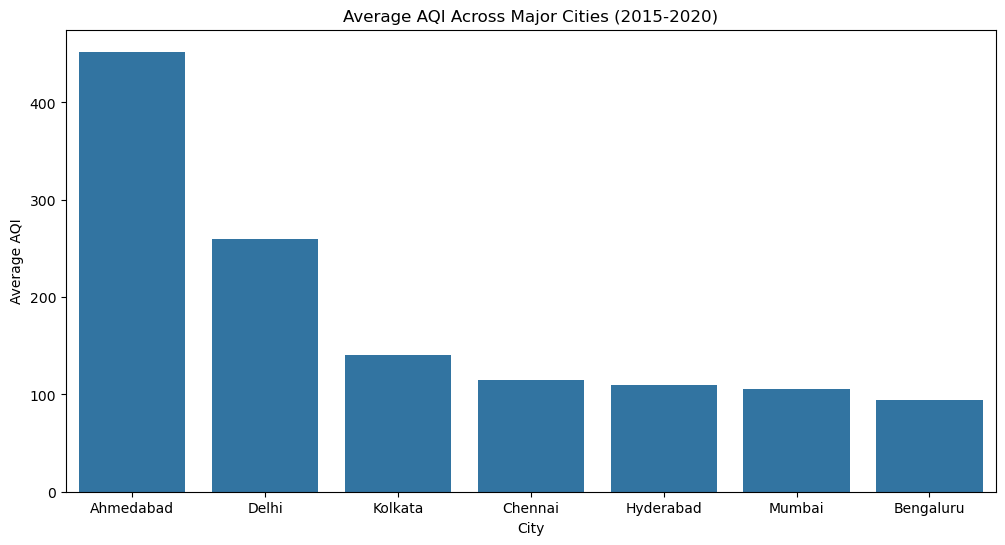 Average AQI Across Major Cities (2015-2020)
Average AQI
400
300
200
100
0
Ahmedabad Delhi Kolkata Chennai Hyderabad Mumbai Bengaluru
City